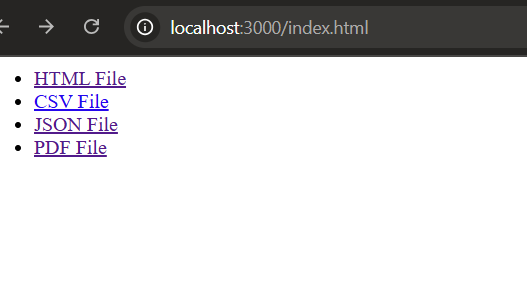 localhost:3000/index.html
HTML File
CSV File
JSON File
PDF File